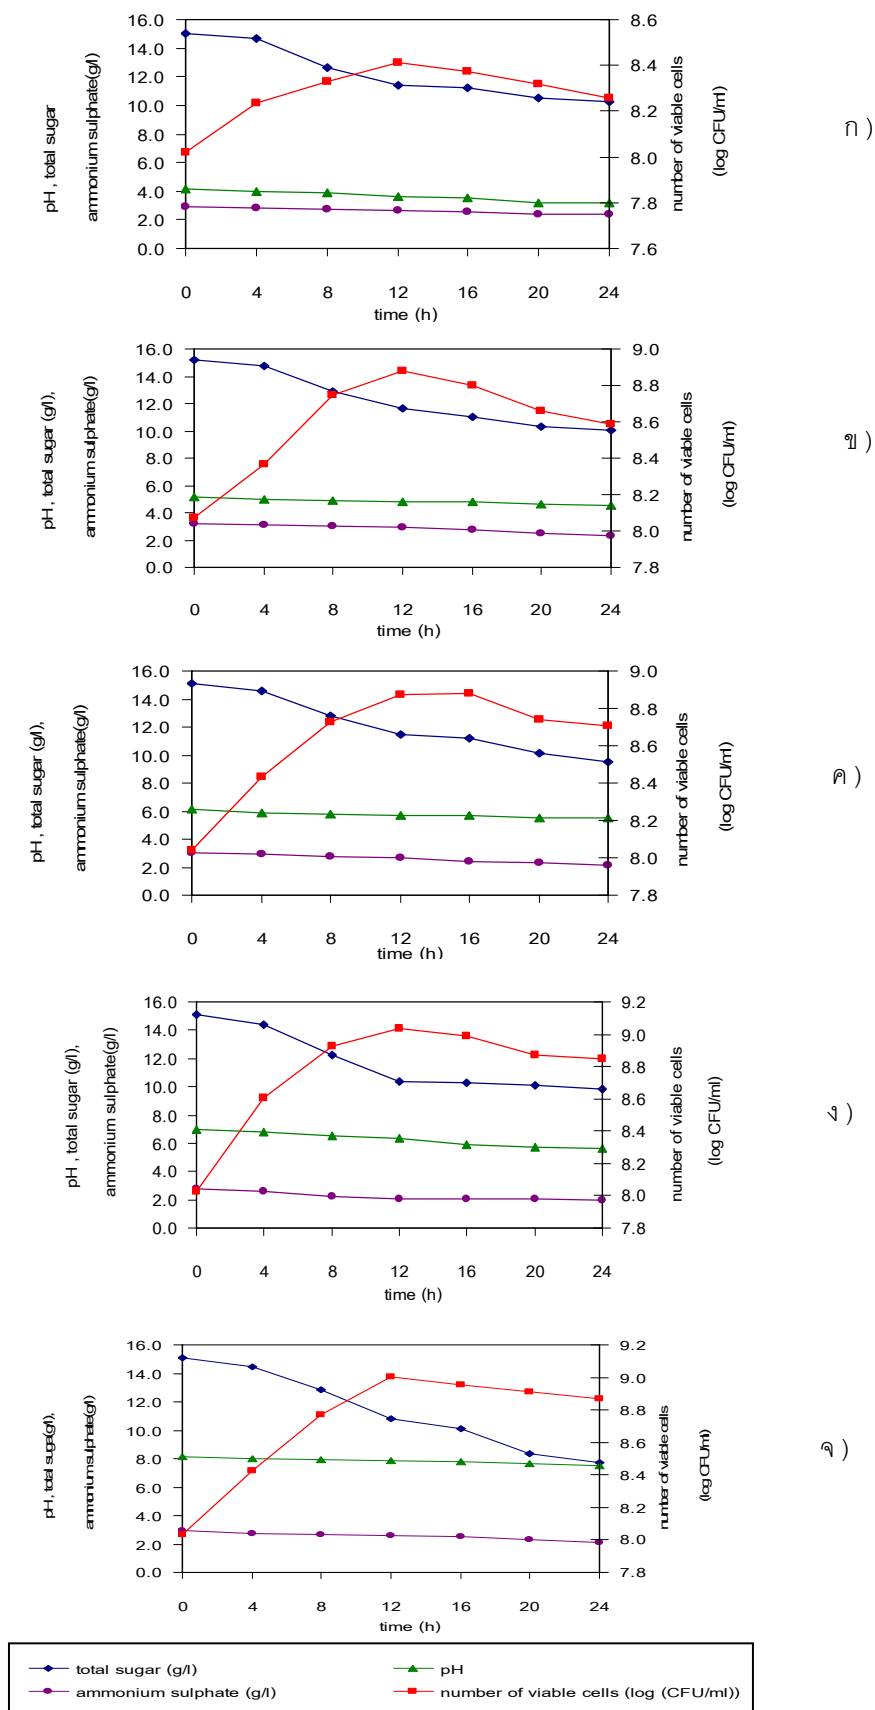 16.0 14.0 12.0 10.0 8.0 6.0 4.0 2.0 0.0
pH , total sugar
ammonium sulphate(g/l)
8.6 8.4 8.2 8.0 7.8 7.6
number of viable cells
(log CFU/ml)
0 4 8 12 16 20 24
time (h)
ก )
16.0 14.0 12.0 10.0 8.0 6.0 4.0 2.0 0.0
pH , total sugar (g/l),
ammonium sulphate(g/l)
9.0 8.8 8.6 8.4 8.2 8.0 7.8
number of viable cells
(log CFU/ml)
0 4 8 12 16 20 24
time (h)
ข )
16.0 14.0 12.0 10.0 8.0 6.0 4.0 2.0 0.0
pH , total sugar (g/l),
ammonium sulphate(g/l)
9.0 8.8 8.6 8.4 8.2 8.0 7.8
number of viable cells
(log CFU/ml)
0 4 8 12 16 20 24
time (h)
ค )
16.0 14.0 12.0 10.0 8.0 6.0 4.0 2.0 0.0
pH , total sugar (g/l),
ammonium sulphate(g/l)
9.2 9.0 8.8 8.6 8.4 8.2 8.0 7.8
number of viable cells
(log CFU/ml)
0 4 8 12 16 20 24
time (h)
ง )
16.0 14.0 12.0 10.0 8.0 6.0 4.0 2.0 0.0
pH, total suga(g/l),
ammonium sulphate(g/l)
9.2 9.0 8.8 8.6 8.4 8.2 8.0 7.8
number of viable cells
(log CFU/ml)
0 4 8 12 16 20 24
time (h)
จ )
total sugar (g/l) pH
ammonium sulphate (g/l) number of viable cells (log (CFU/ml))